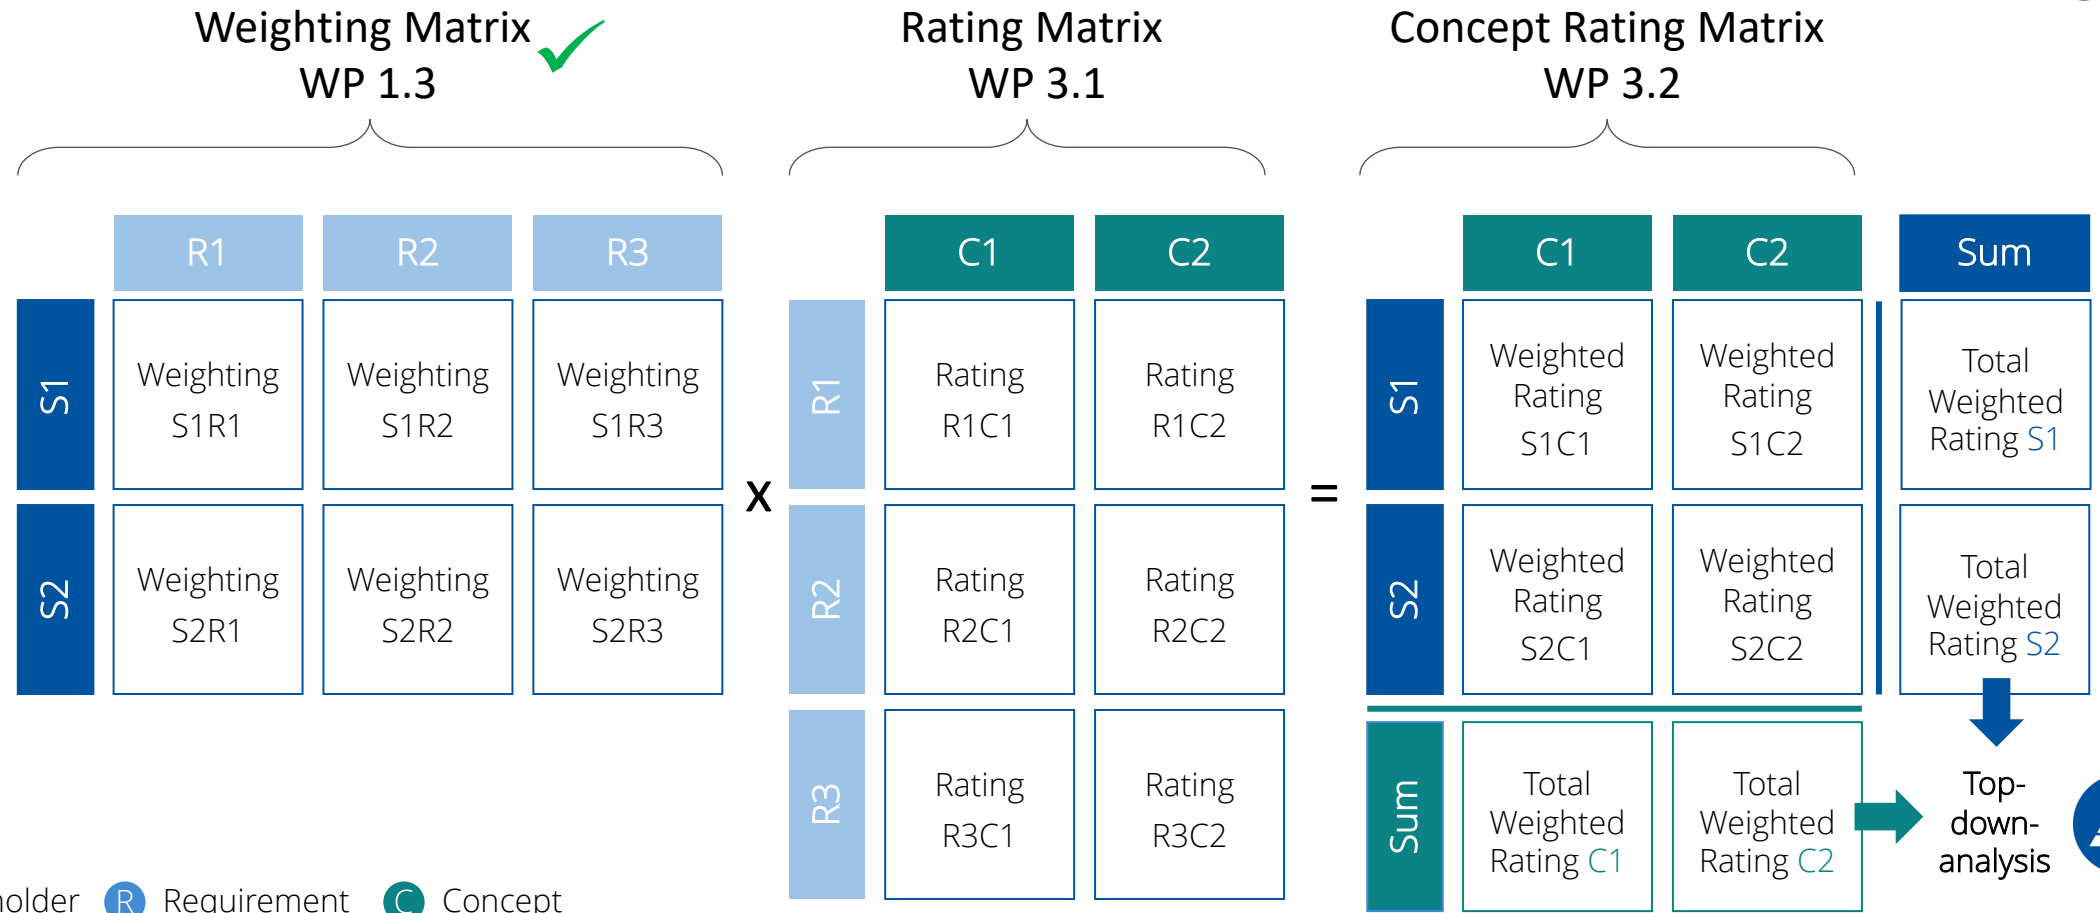 Weighting Matrix
WP 1.3
Rating Matrix
WP 3.1
Concept Rating Matrix
WP 3.2
R1
R2
R3
S1
Weighting
S1R1
Weighting
S1R2
Weighting
S1R3
S2
Weighting
S2R1
Weighting
S2R2
Weighting
S2R3
x
C1
C2
R1
Rating
R1C1
Rating
R1C2
R2
Rating
R2C1
Rating
R2C2
R3
Rating
R3C1
Rating
R3C2
=
C1
C2
Sum
S1
Weighted
Rating
S1C1
Weighted
Rating
S1C2
Total
Weighted
Rating S1
S2
Weighted
Rating
S2C1
Weighted
Rating
S2C2
Total
Weighted
Rating S2
Sum
Total
Weighted
Rating C1
Total
Weighted
Rating C2
Top-
down-
analysis
holder
R Requirement
C Concept